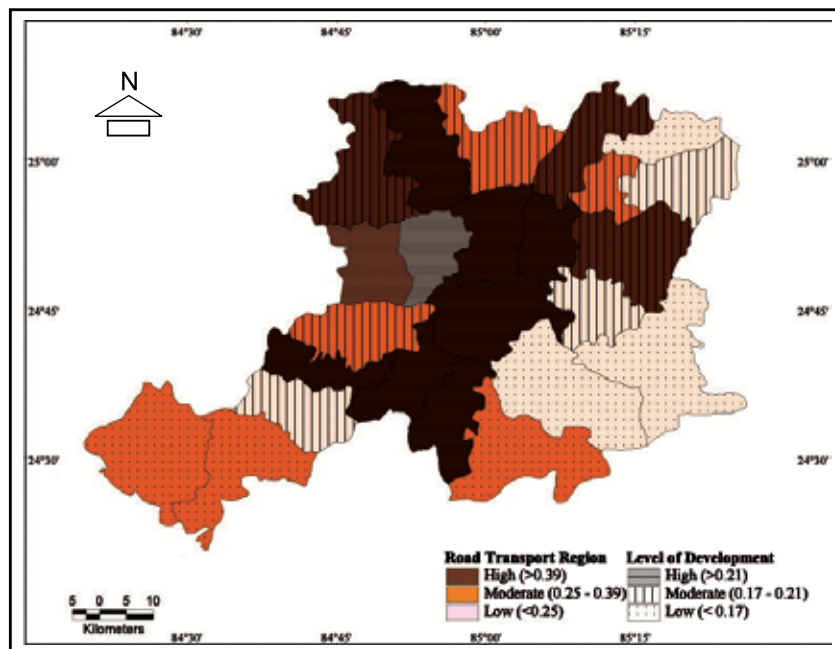 84°30' 84°45' 85°00' 85°15'
N
25°00' 25°00'
24°45' 24°45'
24°30' 24°30'
Road Transport Region Level of Development
High (>0.39) High (>0.21)
Moderate (0.25 - 0.39) Moderate (0.17 - 0.21)
Low (<0.25) Low (< 0.17)
5 0 5 10
Kilometers
84°30' 84°45' 85°00' 85°15'